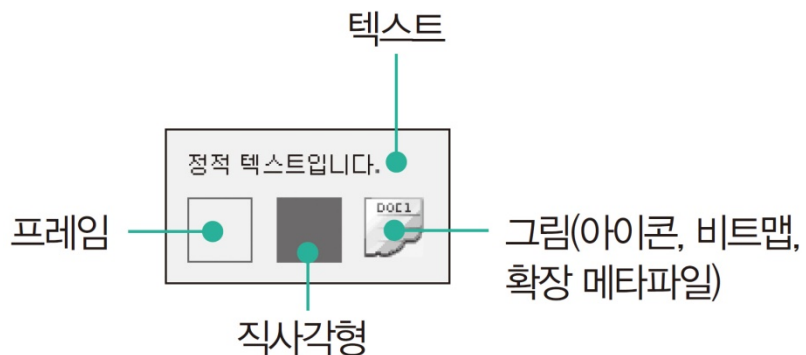 텍스트
정적 텍스트입니다.
DOC1
프레임
그림(아이콘, 비트맵,
확장 메타파일)
직사각형